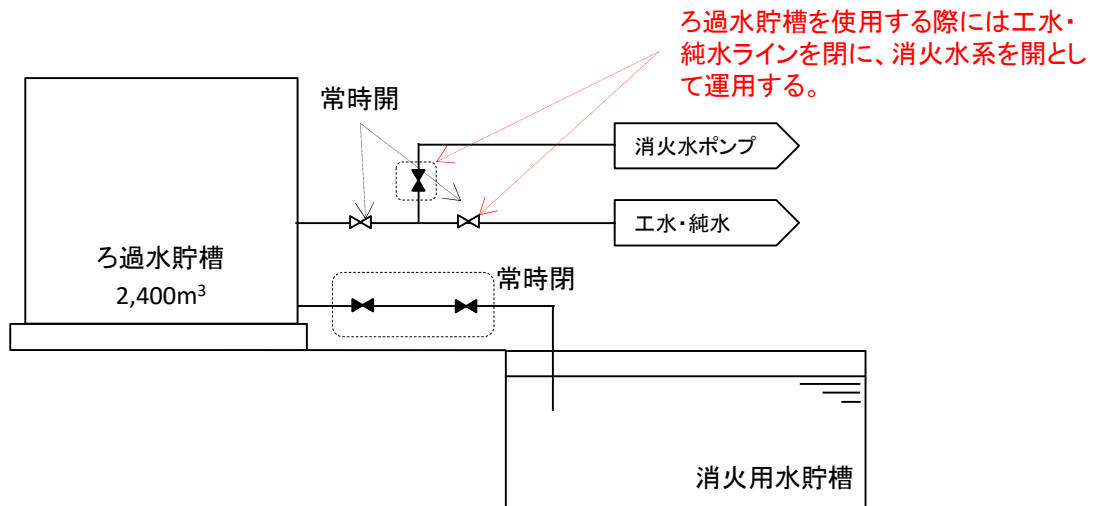 ろ過水貯槽を使用する際には工水・
純水ラインを閉に、消火水系を開とし
て運用する。
常時開
消火水ポンプ
工水・純水
ろ過水貯槽
2,400m³
常時閉
消火用水貯槽